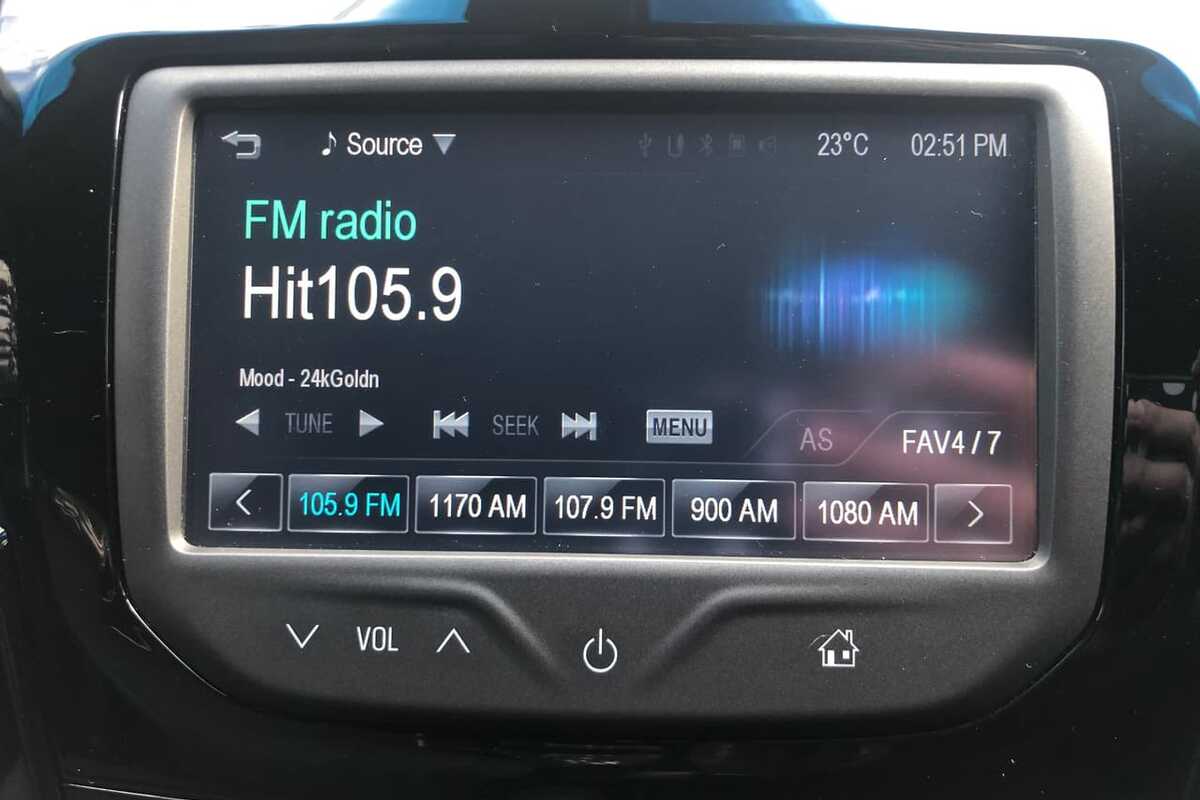 Source 23°C 02:51 PM
FM radio
Hit105.9
Mood - 24kGoldn
TUNE SEEK MENU AS FAV4 / 7
105.9 FM 1170 AM 107.9 FM 900 AM 1080 AM
VOL